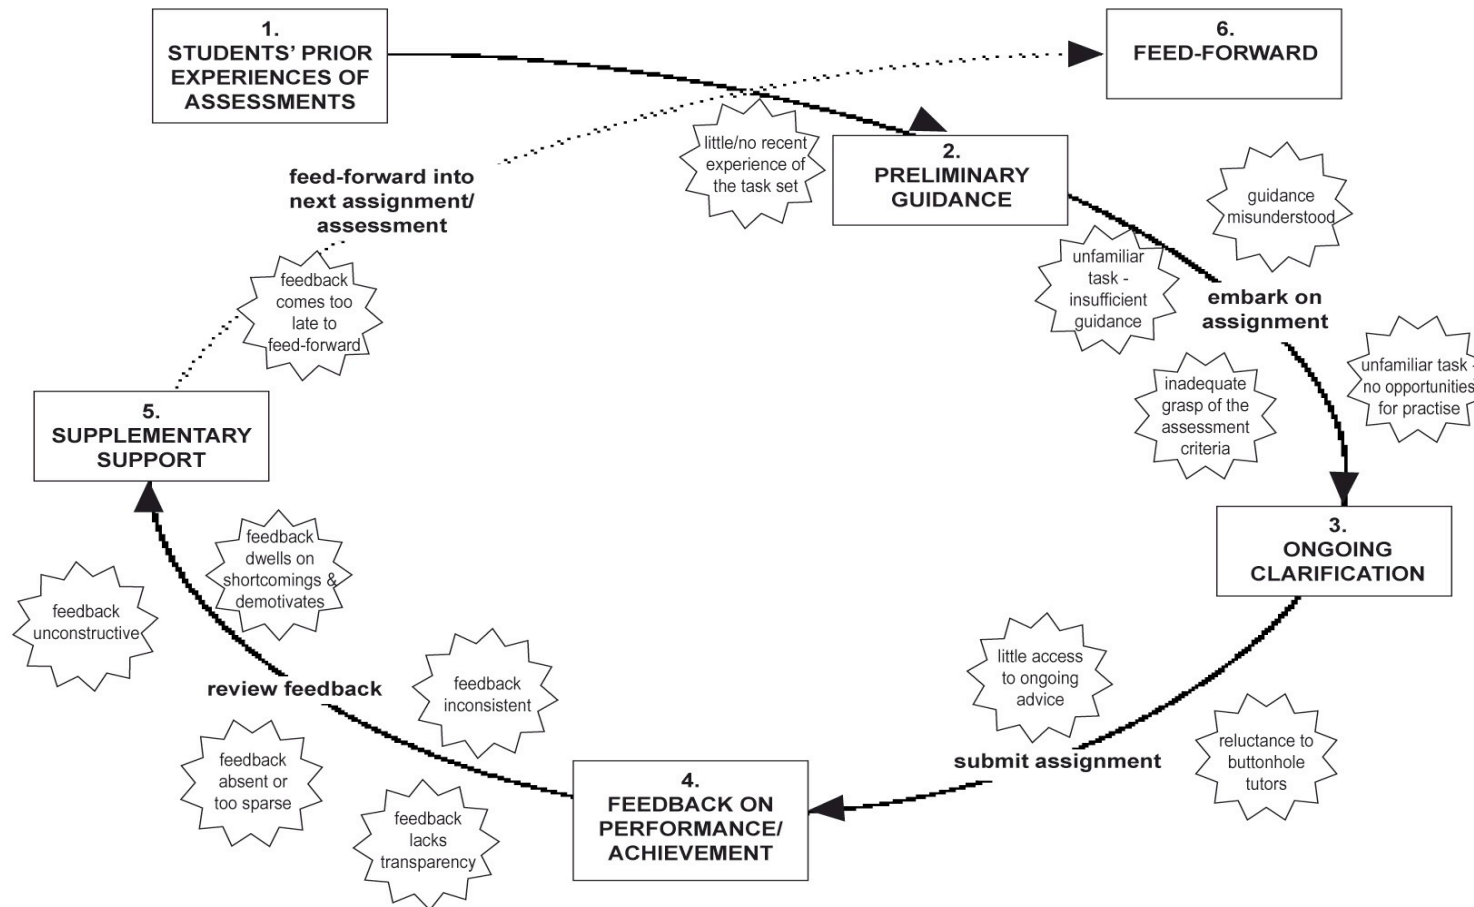 1.
STUDENTS' PRIOR
EXPERIENCES OF
ASSESSMENTS
6.
FEED-FORWARD
little/no recent
experience of
the task set
2.
PRELIMINARY
GUIDANCE
guidance
misunderstood
feed-forward into
next assignment/
assessment
unfamiliar
task -
insufficient
guidance
embark on
assignment
feedback
comes too
late to
feed-forward
inadequate
grasp of the
assessment
criteria
unfamiliar task -
no opportunities
for practise
5.
SUPPLEMENTARY
SUPPORT
3.
ONGOING
CLARIFICATION
feedback
dwells on
shortcomings &
demotivates
feedback
unconstructive
little access
to ongoing
advice
review feedback
feedback
inconsistent
reluctance to
buttonhole
tutors
submit assignment
feedback
absent or
too sparse
feedback
lacks
transparency
4.
FEEDBACK ON
PERFORMANCE/
ACHIEVEMENT